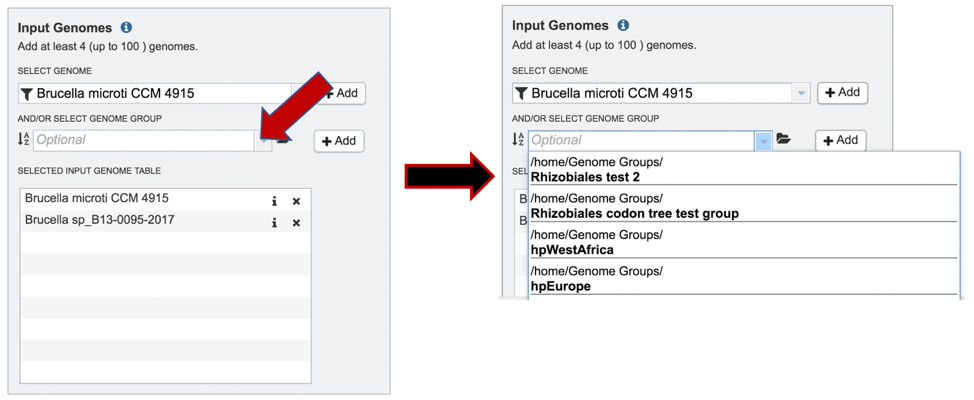 Input Genomes
Add at least 4 (up to 100 ) genomes.
SELECT GENOME
Brucella microti CCM 4915
Add
AND/OR SELECT GENOME GROUP
Optional
Add
SELECTED INPUT GENOME TABLE
Brucella microti CCM 4915
Brucella sp_B13-0095-2017
Input Genomes
Add at least 4 (up to 100 ) genomes.
SELECT GENOME
Brucella microti CCM 4915
Add
AND/OR SELECT GENOME GROUP
Optional
Add
/home/Genome Groups/
Rhizobiales test 2
/home/Genome Groups/
Rhizobiales codon tree test group
/home/Genome Groups/
hpWestAfrica
/home/Genome Groups/
hpEurope